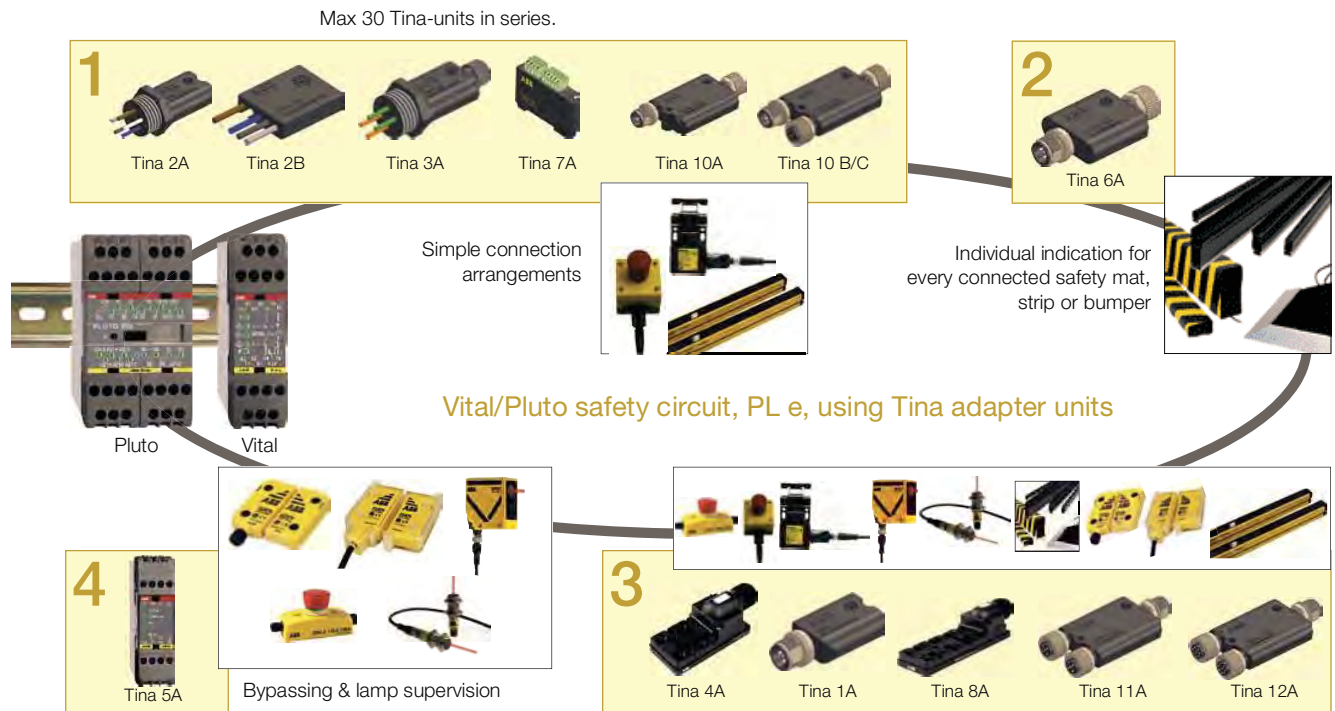 Max 30 Tina-units in series.
1
Tina 2A
Tina 2B
Tina 3A
ABB
Tina 7A
Tina 10A
Tina 10 B/C
2
Tina 6A
Simple connection
arrangements
Individual indication for
every connected safety mat,
strip or bumper
Vital/Pluto safety circuit, PL e, using Tina adapter units
Pluto
Vital
4
Tina 5A
Bypassing & lamp supervision
3
Tina 4A
Tina 1A
Tina 8A
Tina 11A
Tina 12A